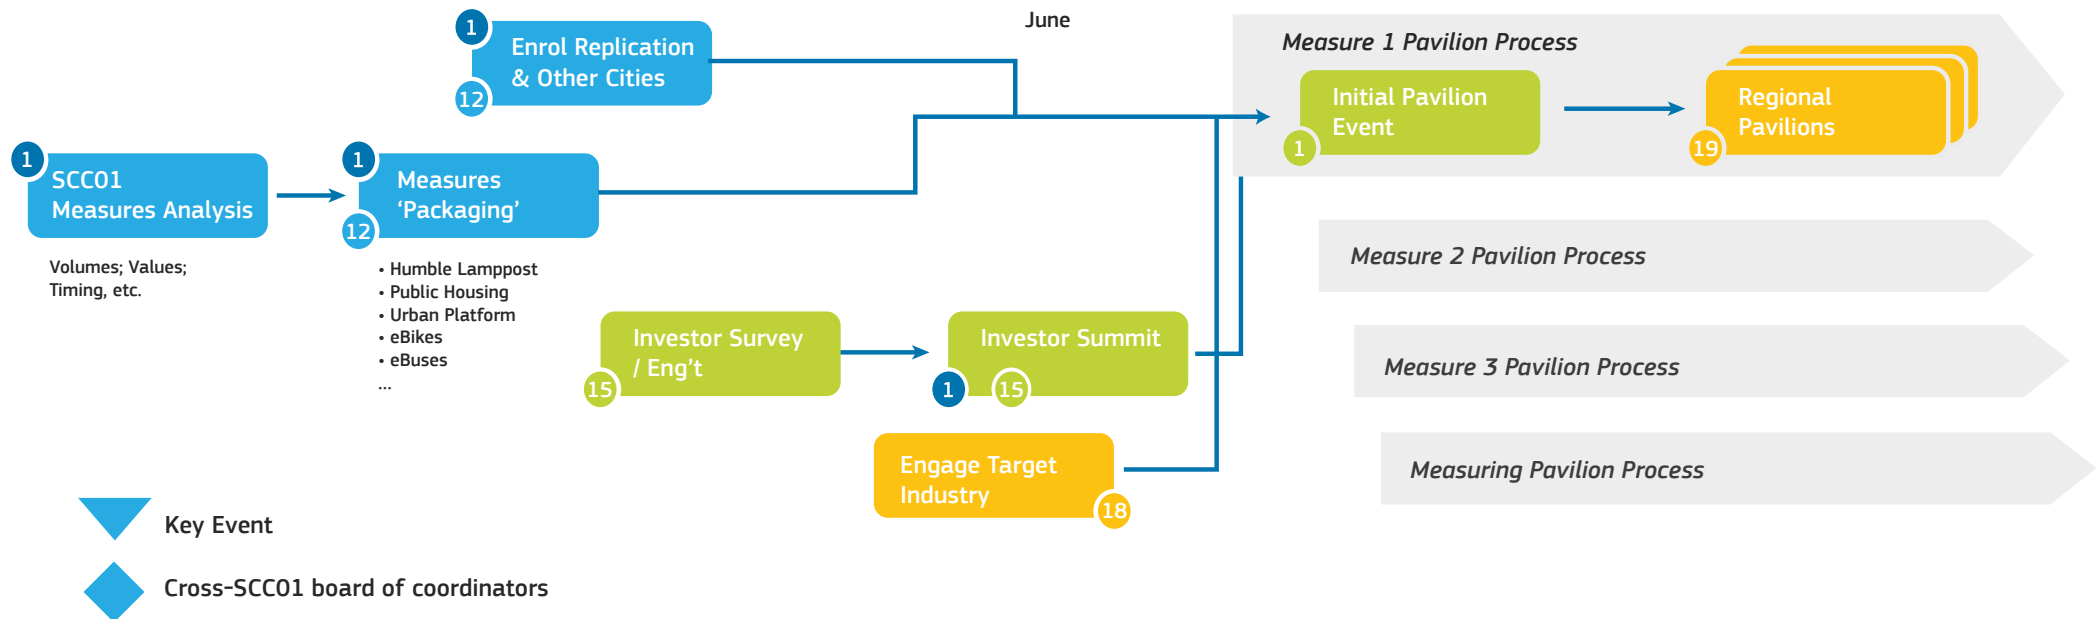 June
1
Enrol Replication
& Other Cities
12
Measure 1 Pavilion Process
Initial Pavilion
Event
1
Regional
Pavilions
19
1
SCC01
Measures Analysis
Volumes; Values;
Timing, etc.
1
Measures
‘Packaging’
12
• Humble Lamppost
• Public Housing
• Urban Platform
• eBikes
• eBuses
...
Measure 2 Pavilion Process
Investor Survey
/ Eng't
15
Investor Summit
1
15
Measure 3 Pavilion Process
Engage Target
Industry
18
Measuring Pavilion Process
Key Event
Cross-SCC01 board of coordinators